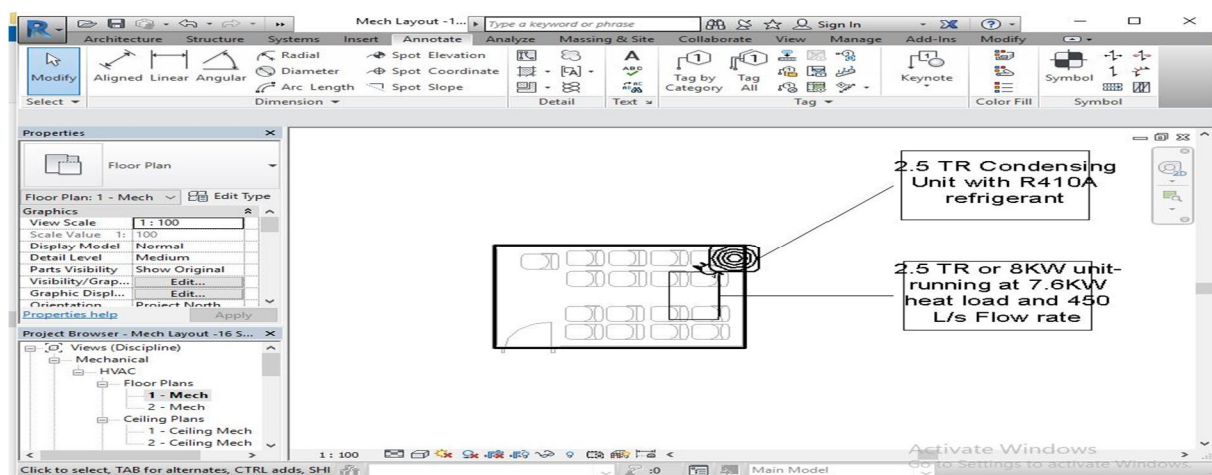 Mech Layout -1...
Type a keyword or phrase
Sign In
Architecture Structure Systems Insert Annotate Analyze Massing & Site Collaborate View Manage Add-Ins Modify
Modify
Aligned Linear Angular
Radial
Diameter
Arc Length
Spot Elevation
Spot Coordinate
Spot Slope
Tag by
Category
Tag
All
Keynote
Symbol
Select Dimension Detail Text Tag Color Fill Symbol
Properties
Floor Plan
Floor Plan: 1 - Mech Edit Type
Graphics
View Scale 1 : 100
Scale Value 1: 100
Display Model Normal
Detail Level Medium
Parts Visibility Show Original
Visibility/Grap... Edit...
Graphic Displ... Edit...
Orientation Project North
Properties help Apply
Project Browser - Mech Layout -16 S...
Views (Discipline)
Mechanical
HVAC
Floor Plans
1 - Mech
2 - Mech
Ceiling Plans
1 - Ceiling Mech
2 - Ceiling Mech
2.5 TR Condensing
Unit with R410A
refrigerant
2.5 TR or 8KW unit-
running at 7.6KW
heat load and 450
L/s Flow rate
2D
1 : 100
Activate Windows
Go to Settings to activate Windows.
Click to select, TAB for alternates, CTRL adds, SHI
:0
Main Model